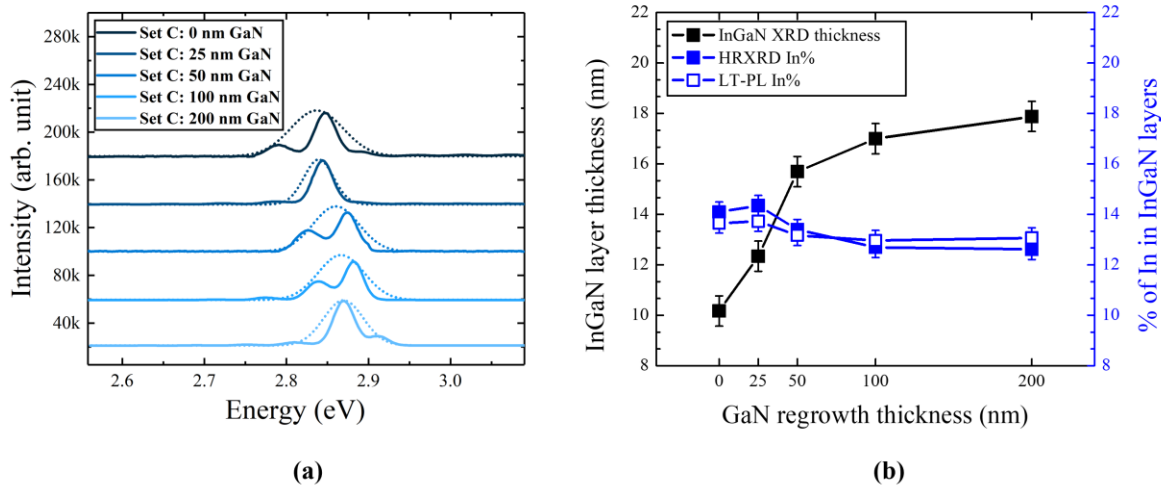 Set C: 0 nm GaN
Set C: 25 nm GaN
Set C: 50 nm GaN
Set C: 100 nm GaN
Set C: 200 nm GaN
280k
240k
200k
160k
120k
80k
40k
Intensity (arb. unit)
2.6
2.7
2.8
2.9
3.0
Energy (eV)
(a)
InGaN XRD thickness
HRXRD In%
LT-PL In%
22
20
18
16
14
12
10
8
InGaN layer thickness (nm)
0
25
50
100
200
GaN regrowth thickness (nm)
22
20
18
16
14
12
10
8
% of In in InGaN layers
(b)